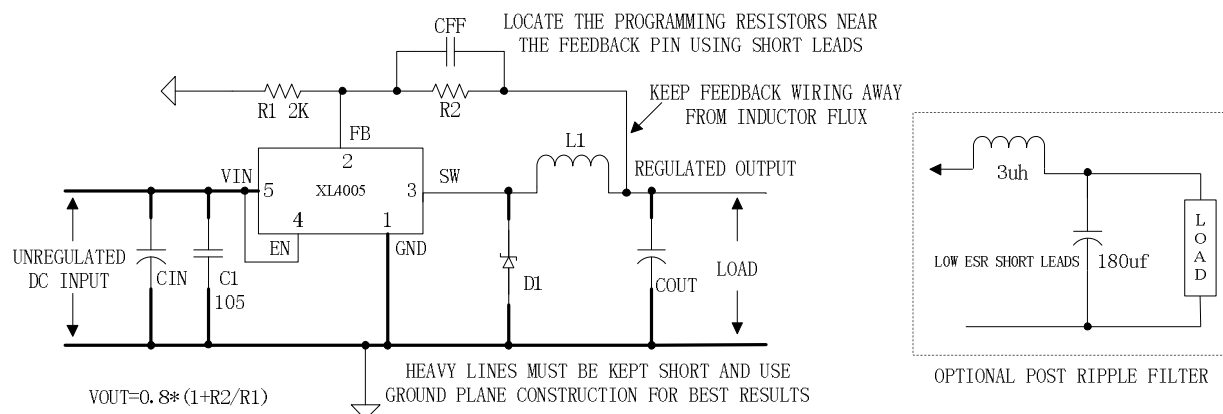 CFF
LOCATE THE PROGRAMMING RESISTORS NEAR
THE FEEDBACK PIN USING SHORT LEADS
R1 2K
R2
KEEP FEEDBACK WIRING AWAY
FROM INDUCTOR FLUX
FB
L1
2
VIN
SW
REGULATED OUTPUT
5
XL4005
3
4
1
EN
GND
UNREGULATED
DC INPUT
CIN
C1
105
D1
COUT
LOAD
3uh
LOW ESR SHORT LEADS
180uf
LOAD
HEAVY LINES MUST BE KEPT SHORT AND USE
GROUND PLANE CONSTRUCTION FOR BEST RESULTS
VOUT=0.8*(1+R2/R1)
OPTIONAL POST RIPPLE FILTER